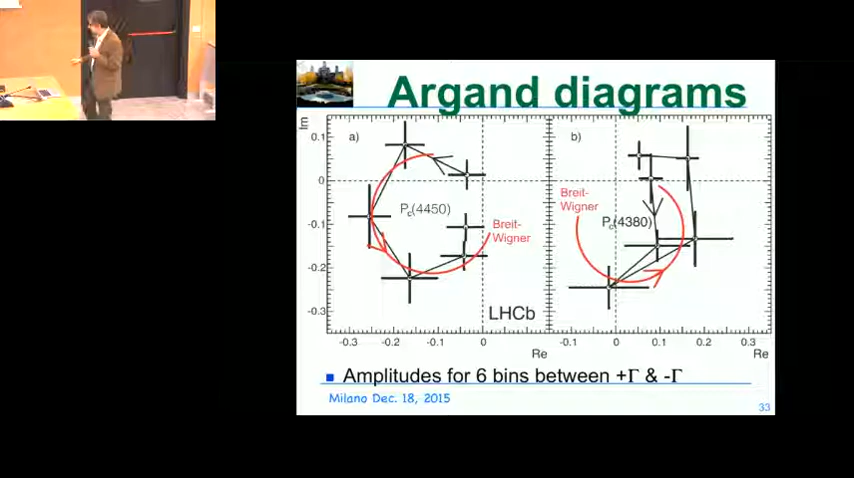 Argand diagrams
Im
a)
b)
0.1
0
-0.1
-0.2
-0.3
Pc(4450)
Breit-
Wigner
LHCb
Breit-
Wigner
Pc(4380)
-0.3 -0.2 -0.1 0
-0.1 0 0.1 0.2 0.3
Re
Re
Amplitudes for 6 bins between +Γ & -Γ
Milano Dec. 18, 2015
33